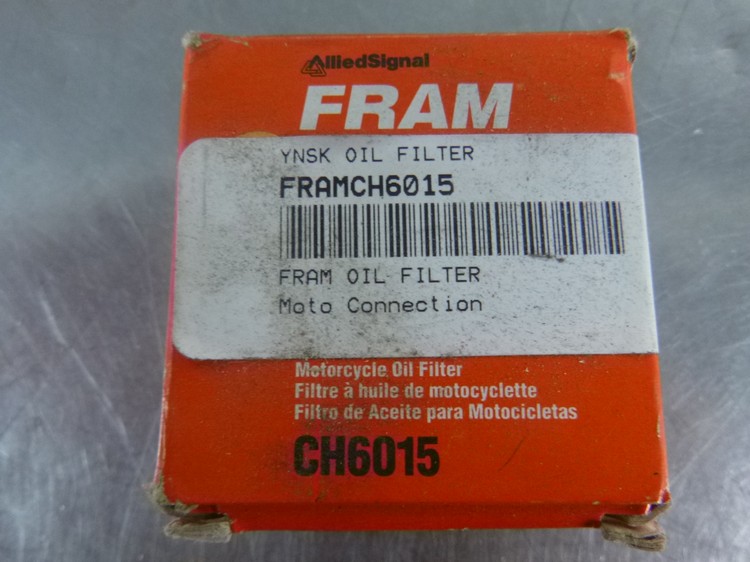 AlliedSignal
FRAM
YNSK OIL FILTER
FRAMCH6015
FRAM OIL FILTER
Moto Connection
Motorcycle Oil Filter
Filtre à huile de motocyclette
Filtro de Aceite para Motocicletas
CH6015